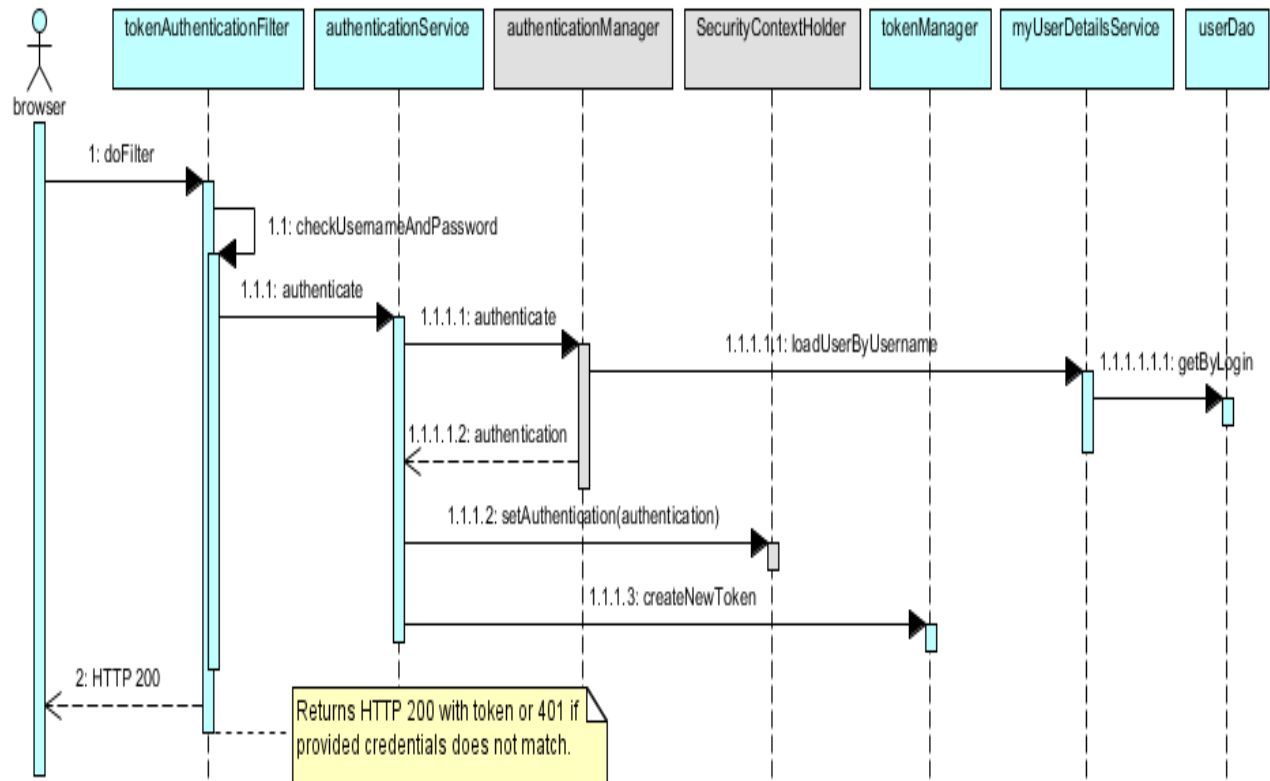 tokenAuthenticationFilter
authenticationService
authenticationManager
SecurityContextHolder
tokenManager
myUserDetailsService
userDao
browser
1: doFilter
1.1: checkUsernameAndPassword
1.1.1: authenticate
1.1.1.1: authenticate
1.1.1.1.1: loadUserByUsername
1.1.1.1.1.1: getByLogin
1.1.1.1.2: authentication
1.1.1.2: setAuthentication(authentication)
1.1.1.3: createNewToken
2: HTTP 200
Returns HTTP 200 with token or 401 if
provided credentials does not match.